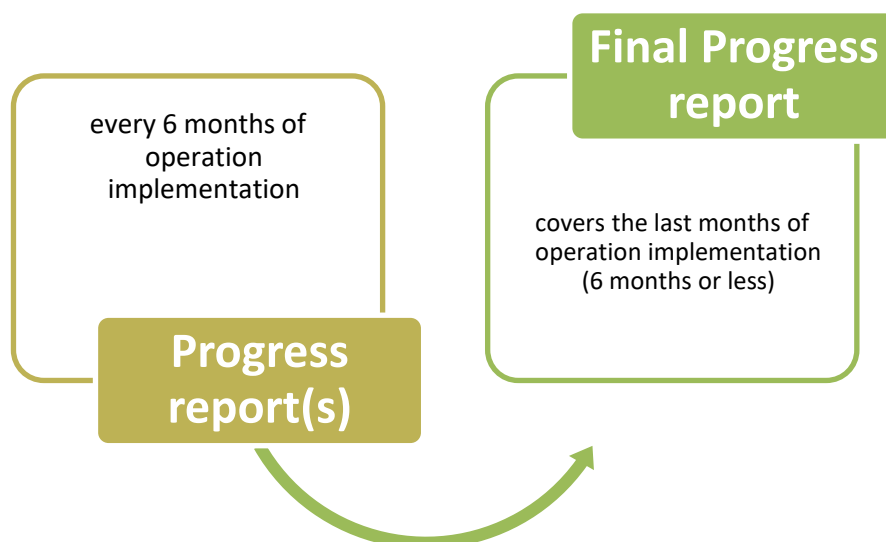 every 6 months of
operation
implementation
Progress
report(s)
Final Progress
report
covers the last months of
operation implementation
(6 months or less)